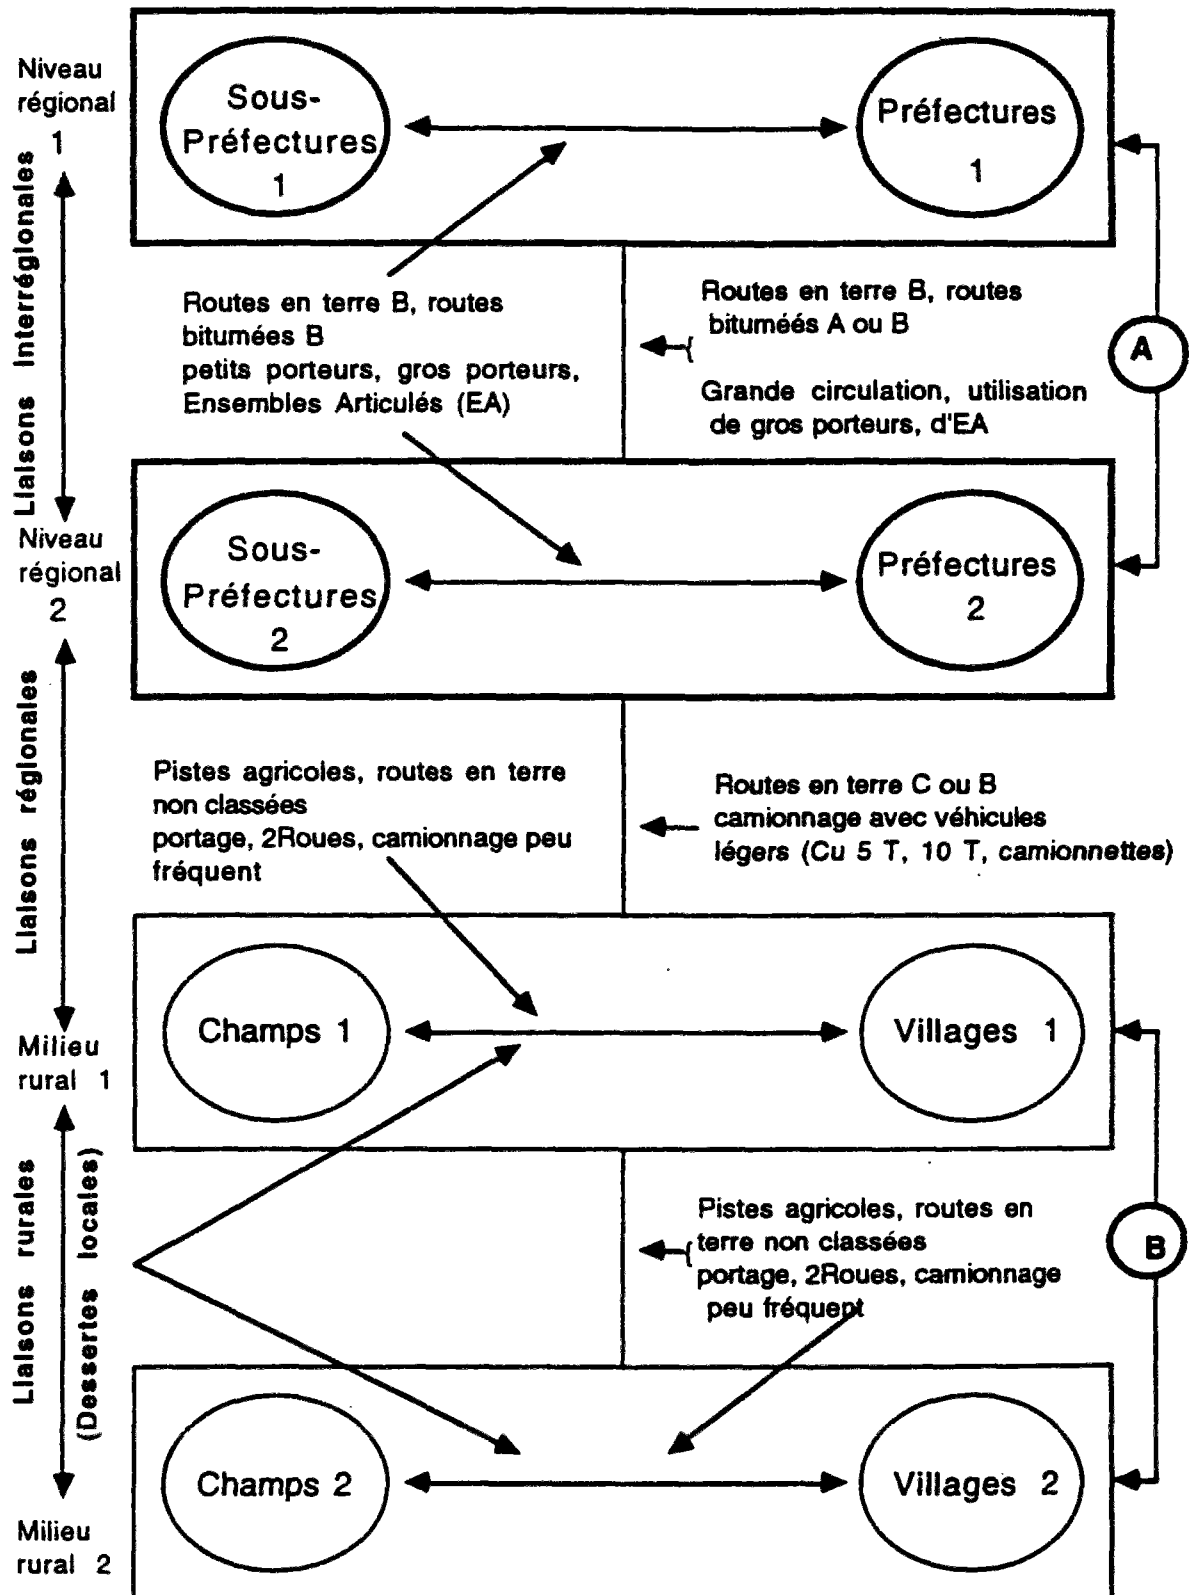 Niveau
régional
1
Sous-
Préfectures
1
Préfectures
1
Liaisons Interrégionales
Routes en terre B, routes
bitumées B
petits porteurs, gros porteurs,
Ensembles Articulés (EA)
Routes en terre B, routes
bituméés A ou B
Grande circulation, utilisation
de gros porteurs, d'EA
A
Niveau
régional
2
Sous-
Préfectures
2
Préfectures
2
Liaisons régionales
Pistes agricoles, routes en terre
non classées
portage, 2Roues, camionnage peu
fréquent
Routes en terre C ou B
camionnage avec véhicules
légers (Cu 5 T, 10 T, camionnettes)
Milieu
rural 1
Champs 1
Villages 1
Liaisons rurales
(Dessertes locales)
Pistes agricoles, routes en
terre non classées
portage, 2Roues, camionnage
peu fréquent
B
Champs 2
Villages 2
Milieu
rural 2